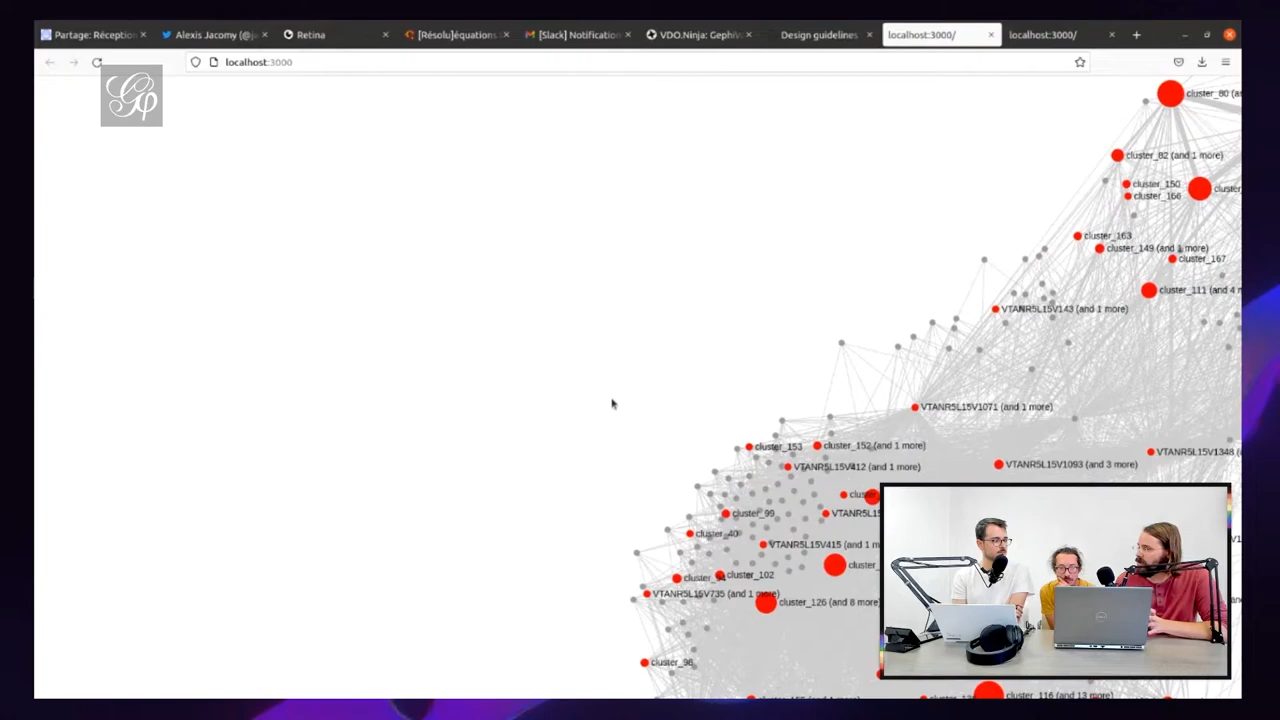 Partage: Réception
Alexis Jacomy (@ja
Retina
[Résolu]équations
[Slack] Notification
VDO.Ninja: GephiV
Design guidelines
localhost:3000/
localhost:3000/
localhost:3000
cluster_80 (an
cluster_82 (and 1 more)
cluster_150
cluster
cluster_166
cluster_163
cluster_149 (and 1 more)
cluster_167
cluster_111 (and 4 m
VTANR5L15V143 (and 1 more)
VTANR5L15V1071 (and 1 more)
cluster_153
cluster_152 (and 1 more)
VTANR5L15V1348 (
VTANR5L15V412 (and 1 more)
VTANR5L15V1093 (and 3 more)
cluster_99
VTANR5L15
cluster_40
VTANR5L15V415 (and 1 m
cluster_
cluster_102
VTANR5L15V735 (and 1 more)
cluster_126 (and 8 more)
cluster_98
cluster_116 (and 13 more)